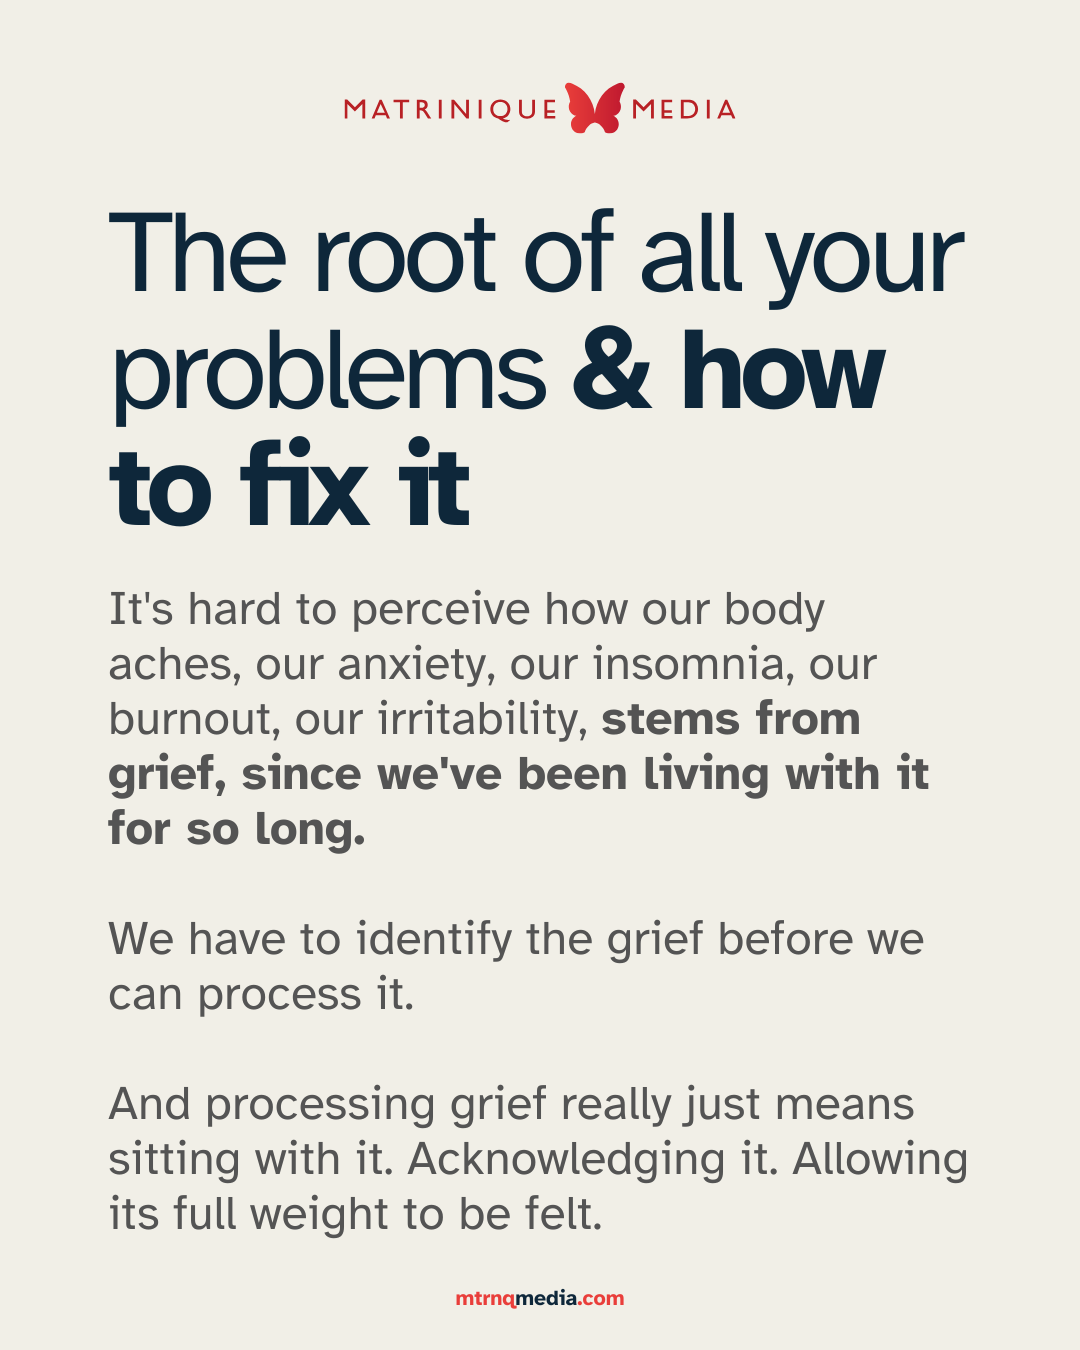 MATRINIQUE MEDIA
The root of all your
problems & how
to fix it
It's hard to perceive how our body
aches, our anxiety, our insomnia, our
burnout, our irritability, stems from
grief, since we've been living with it
for so long.
We have to identify the grief before we
can process it.
And processing grief really just means
sitting with it. Acknowledging it. Allowing
its full weight to be felt.
mtrnqmedia.com